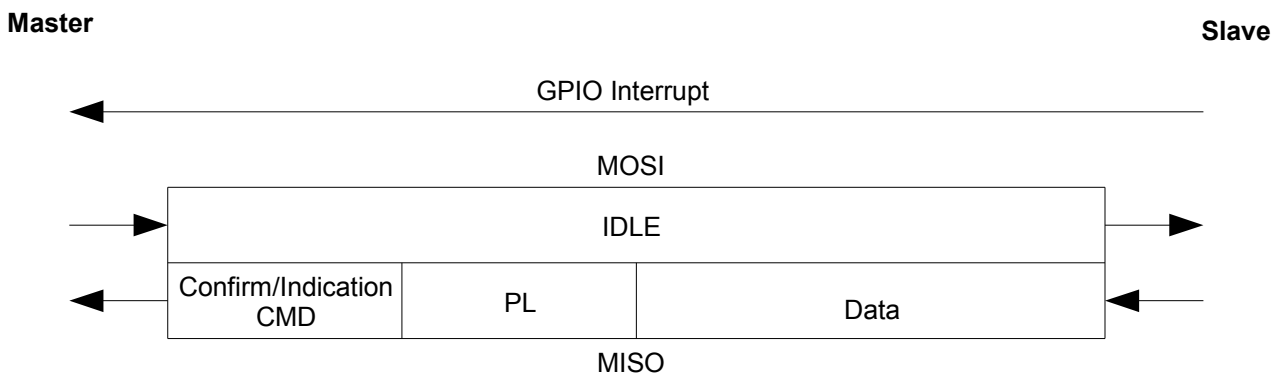 Master
Slave
GPIO Interrupt
MOSI
IDLE
Confirm/Indication
CMD
PL
Data
MISO